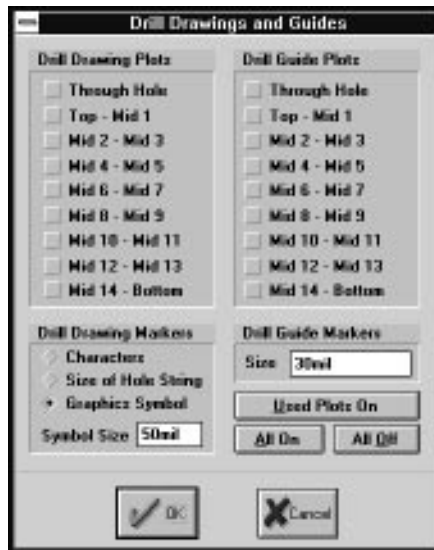 Drill Drawings and Guides
Drill Drawing Plots
Through Hole
Top - Mid 1
Mid 2 - Mid 3
Mid 4 - Mid 5
Mid 6 - Mid 7
Mid 8 - Mid 9
Mid 10 - Mid 11
Mid 12 - Mid 13
Mid 14 - Bottom
Drill Guide Plots
Through Hole
Top - Mid 1
Mid 2 - Mid 3
Mid 4 - Mid 5
Mid 6 - Mid 7
Mid 8 - Mid 9
Mid 10 - Mid 11
Mid 12 - Mid 13
Mid 14 - Bottom
Drill Drawing Markers
Characters
Size of Hole String
Graphics Symbol
Symbol Size 50mil
Drill Guide Markers
Size 30mil
Used Plots On
All On All Off
OK Cancel